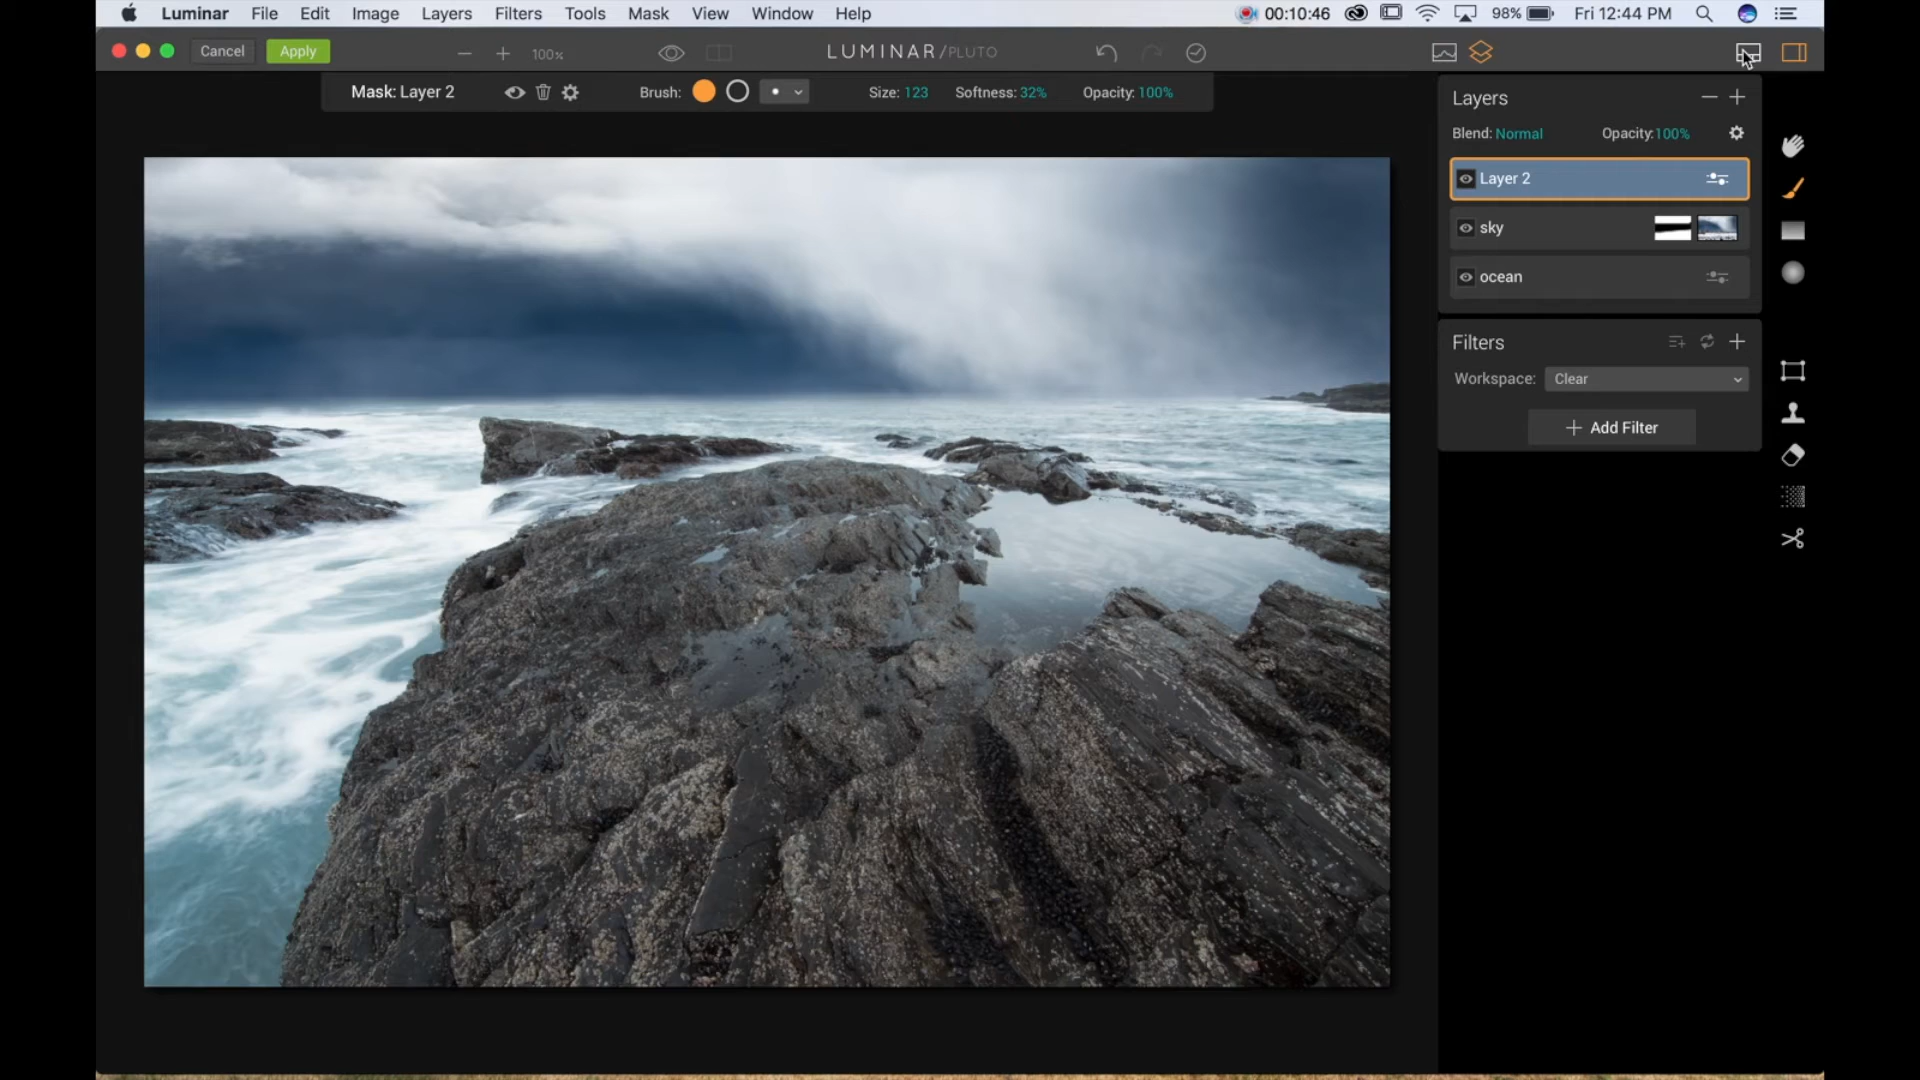 Luminar File Edit Image Layers Filters Tools Mask View Window Help 00:10:46 98% Fri 12:44 PM
Cancel Apply 100% LUMINAR/PLUTO
Mask: Layer 2 Brush: Size: 123 Softness: 32% Opacity: 100%
Layers
Blend: Normal Opacity:100%
Layer 2
sky
ocean
Filters
Workspace: Clear
Add Filter